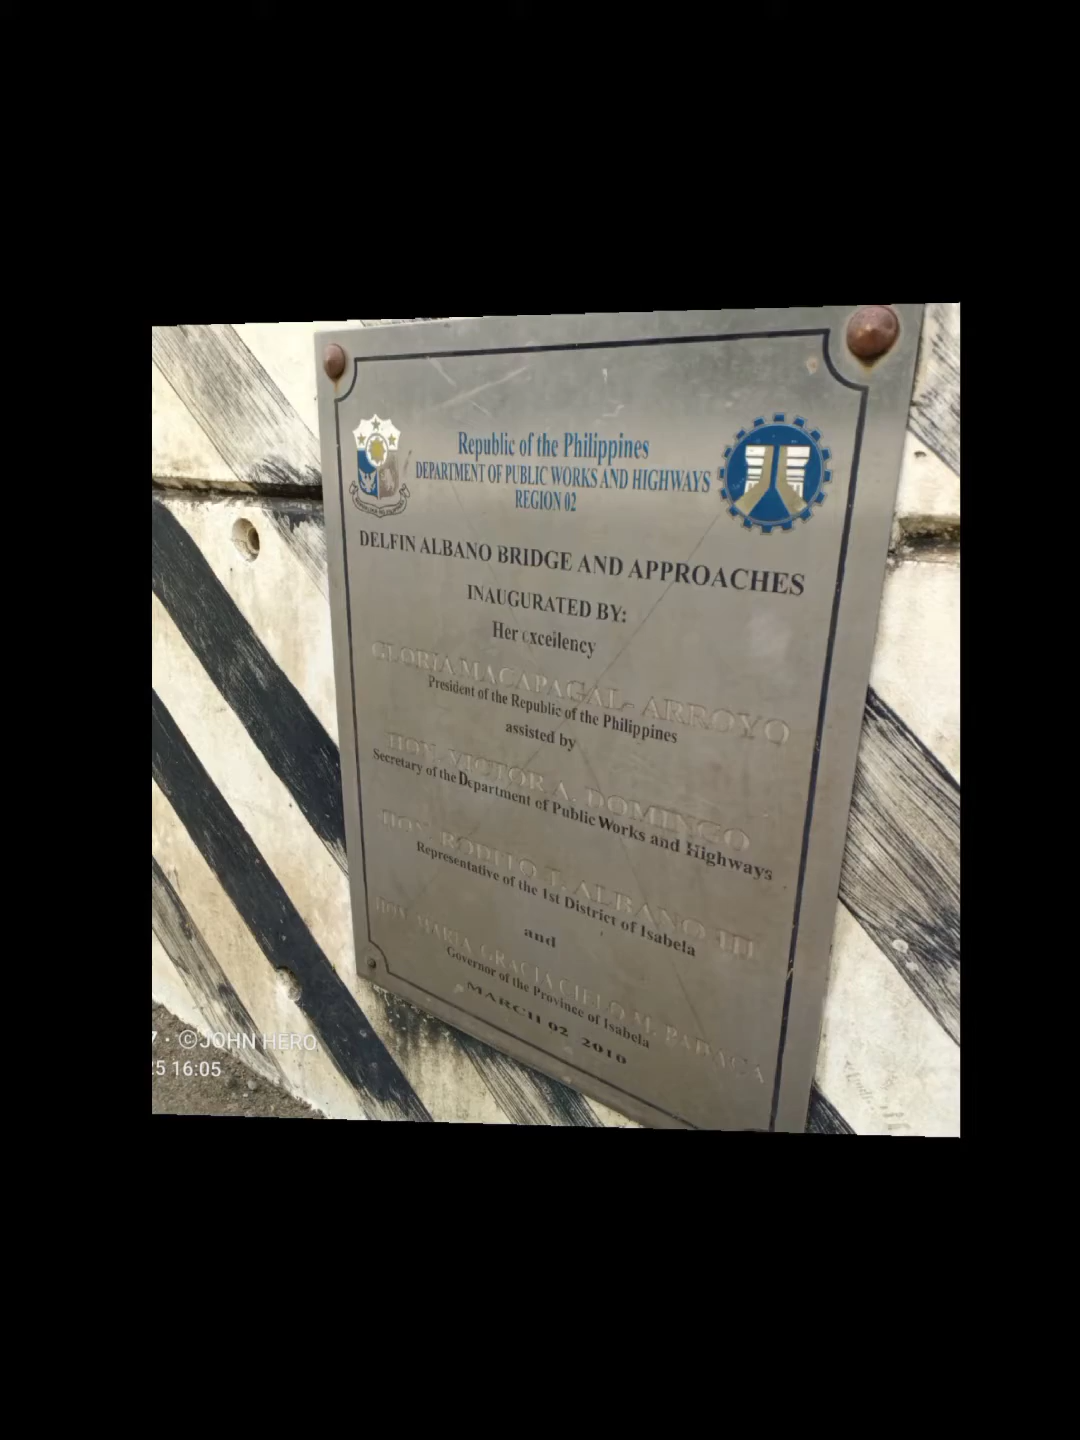 Republic of the Philippines
DEPARTMENT OF PUBLIC WORKS AND HIGHWAYS
REGION 02
DELFIN ALBANO BRIDGE AND APPROACHES
INAUGURATED BY:
Her excellency
GLORIA MACAPAGAL- ARROYO
President of the Republic of the Philippines
assisted by
HON. VICTOR A. DOMINGO
Secretary of the Department of Public Works and Highways
HON. RODITO T. ALBANO III
Representative of the 1st District of Isabela
and
HON. MARIA GRACIA CIELO M. PADACA
Governor of the Province of Isabela
MARCH 02 2010
7 · ©JOHN HERO
25 16:05